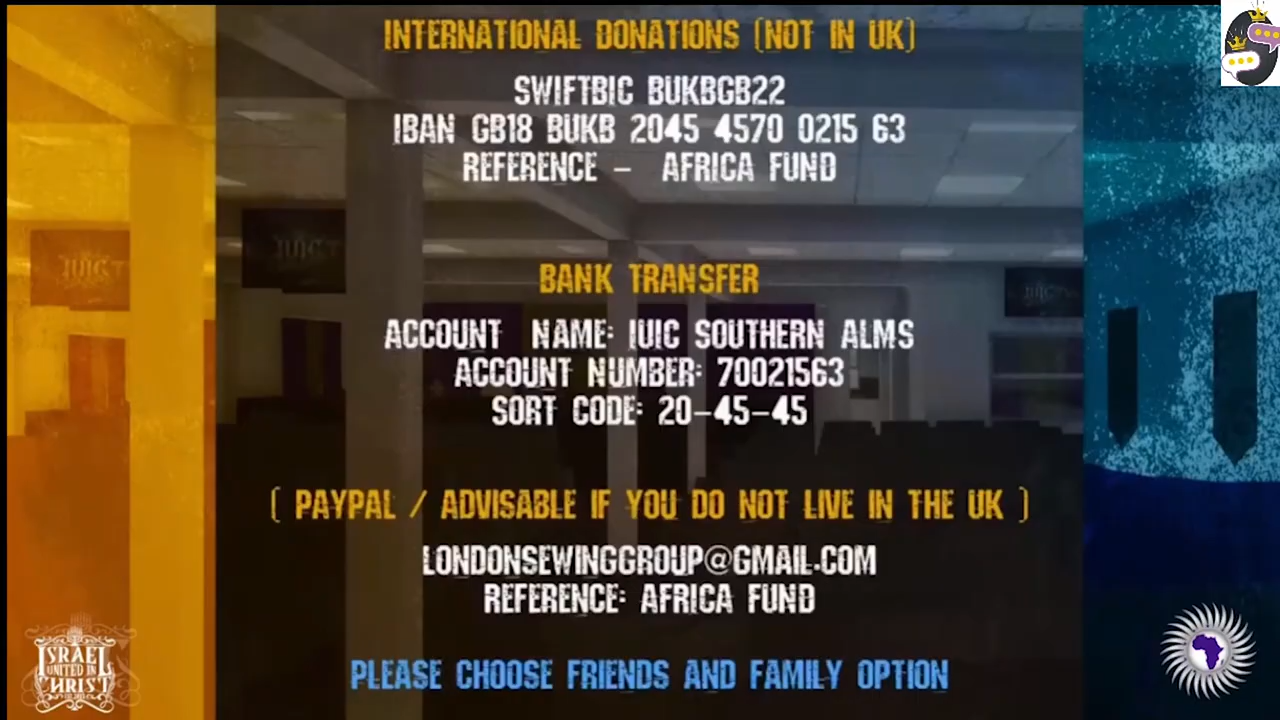 INTERNATIONAL DONATIONS (NOT IN UK)
SWIFTBIC BUKBGB22
IBAN GB18 BUKB 2045 4570 0215 63
REFERENCE - AFRICA FUND
IUIC
IUIC
IUIC
BANK TRANSFER
ACCOUNT NAME: IUIC SOUTHERN ALMS
ACCOUNT NUMBER: 70021563
SORT CODE: 20-45-45
( PAYPAL / ADVISABLE IF YOU DO NOT LIVE IN THE UK )
LONDONSEWINGGROUP@GMAIL.COM
REFERENCE: AFRICA FUND
PLEASE CHOOSE FRIENDS AND FAMILY OPTION
ISRAEL
UNITED IN
CHRIST